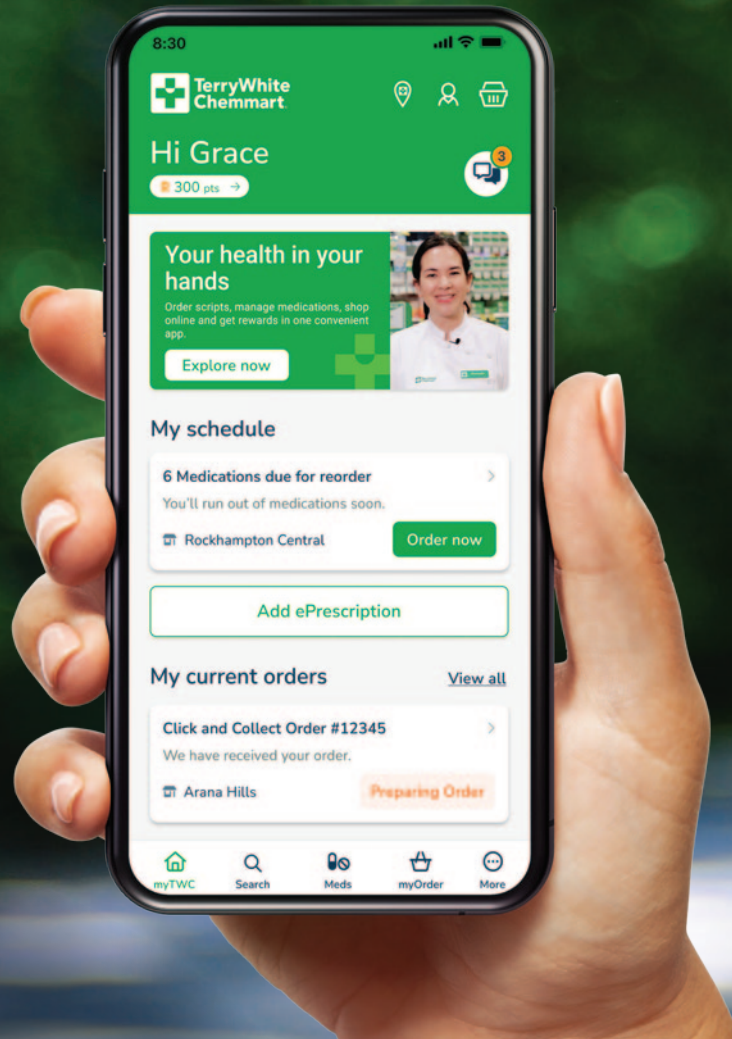 8:30
TerryWhite
Chemmart
Hi Grace
3
300 pts →
Your health in your
hands
Order scripts, manage medications, shop
online and get rewards in one convenient
app.
Explore now
My schedule
6 Medications due for reorder
You'll run out of medications soon.
Rockhampton Central
Order now
Add ePrescription
My current orders
View all
Click and Collect Order #12345
We have received your order.
Arana Hills
Preparing Order
myTWC
Search
Meds
myOrder
More